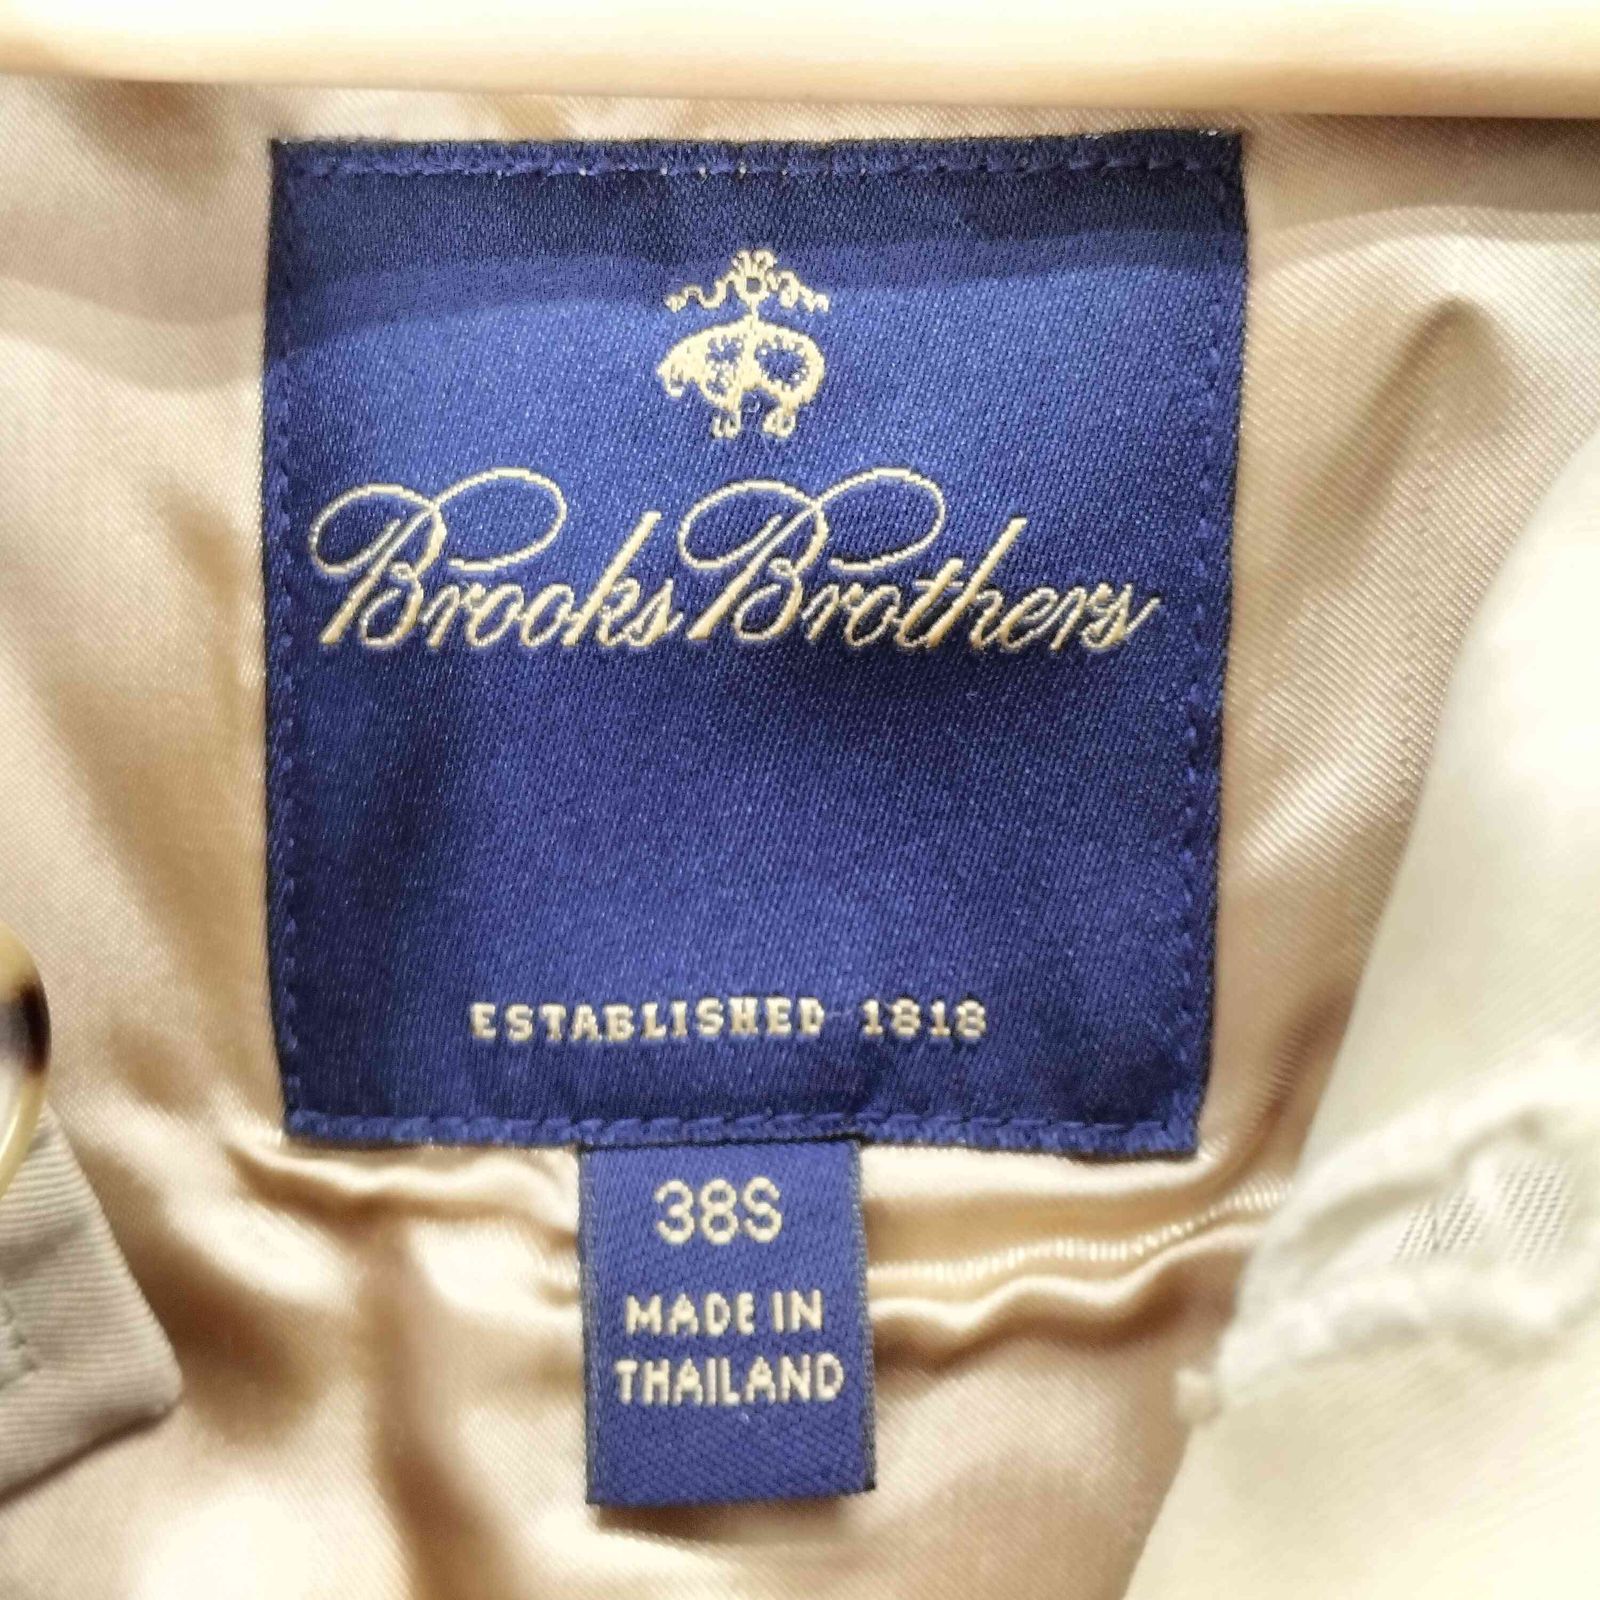 Brooks Brothers
ESTABLISHED 1818
38S
MADE IN
THAILAND